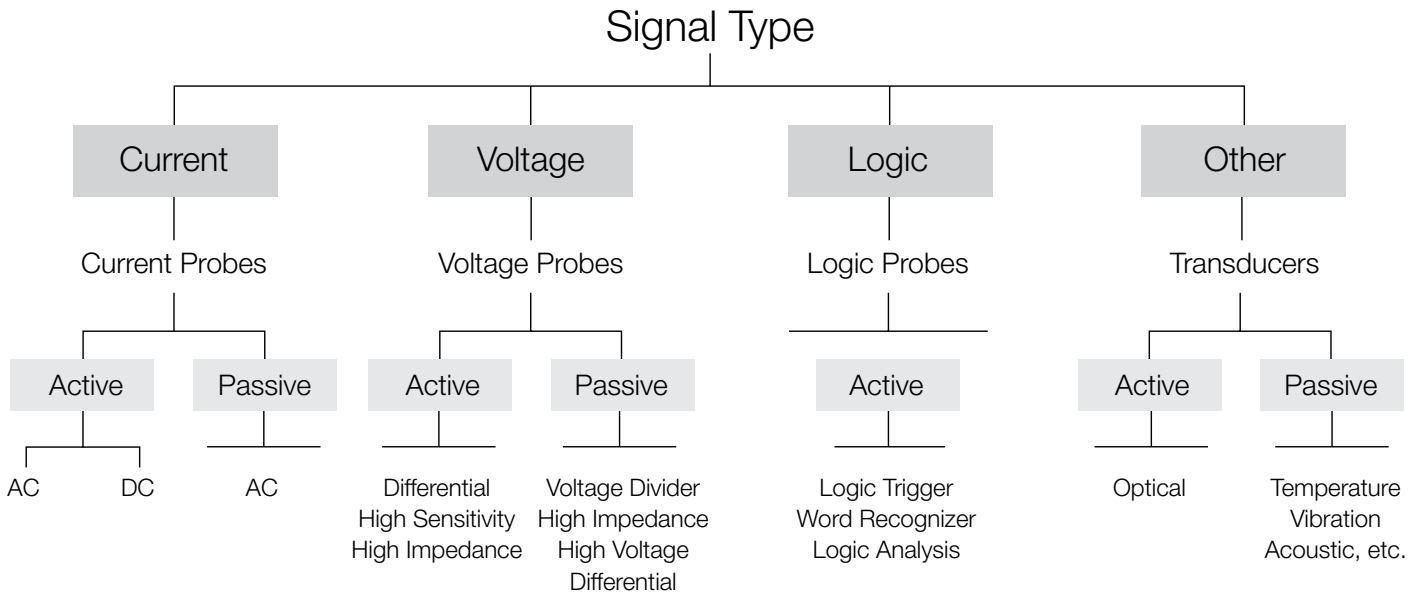 Signal Type
Current
Voltage
Logic
Other
Current Probes
Voltage Probes
Logic Probes
Transducers
Active
Passive
Active
Passive
Active
Active
Passive
AC
DC
AC
Differential
High Sensitivity
High Impedance
Voltage Divider
High Impedance
High Voltage
Differential
Logic Trigger
Word Recognizer
Logic Analysis
Optical
Temperature
Vibration
Acoustic, etc.